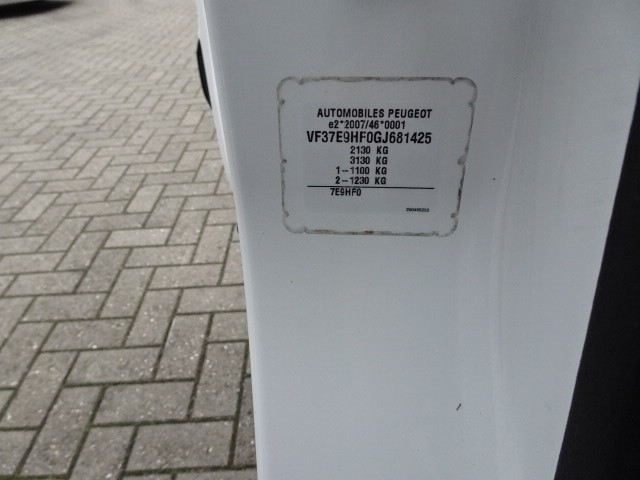 AUTOMOBILES PEUGEOT
e2*2007/46*0001
VF37E9HF0GJ681425
2130 KG
3130 KG
1-1100 KG
2-1230 KG
7E9HF0